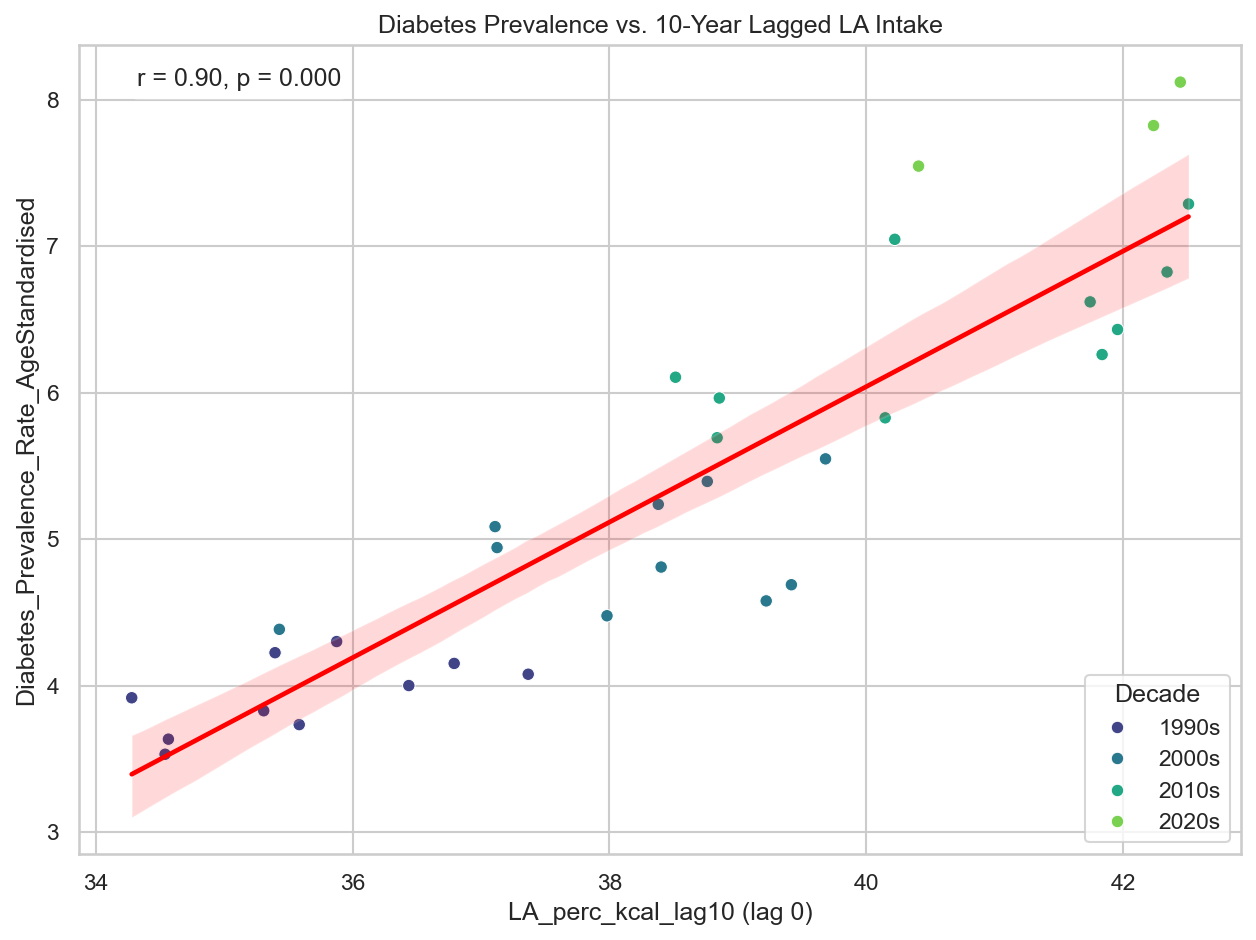 Diabetes Prevalence vs. 10-Year Lagged LA Intake
r = 0.90, p = 0.000
Diabetes_Prevalence_Rate_AgeStandardised
8
7
6
5
4
3
34 36 38 40 42
LA_perc_kcal_lag10 (lag 0)
Decade
1990s
2000s
2010s
2020s